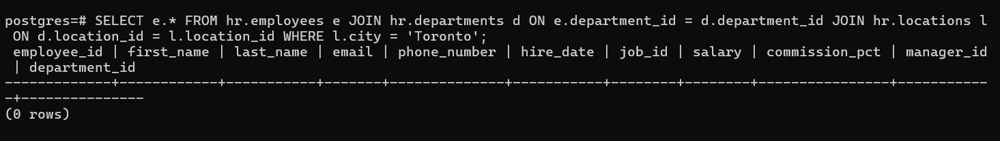 postgres=# SELECT e.* FROM hr.employees e JOIN hr.departments d ON e.department_id = d.department_id JOIN hr.locations l
 ON d.location_id = l.location_id WHERE l.city = 'Toronto';
 employee_id | first_name | last_name | email | phone_number | hire_date | job_id | salary | commission_pct | manager_id
 | department_id
-------------+------------+-----------+-------+--------------+-----------+--------+--------+----------------+-----------
-+---------------
(0 rows)